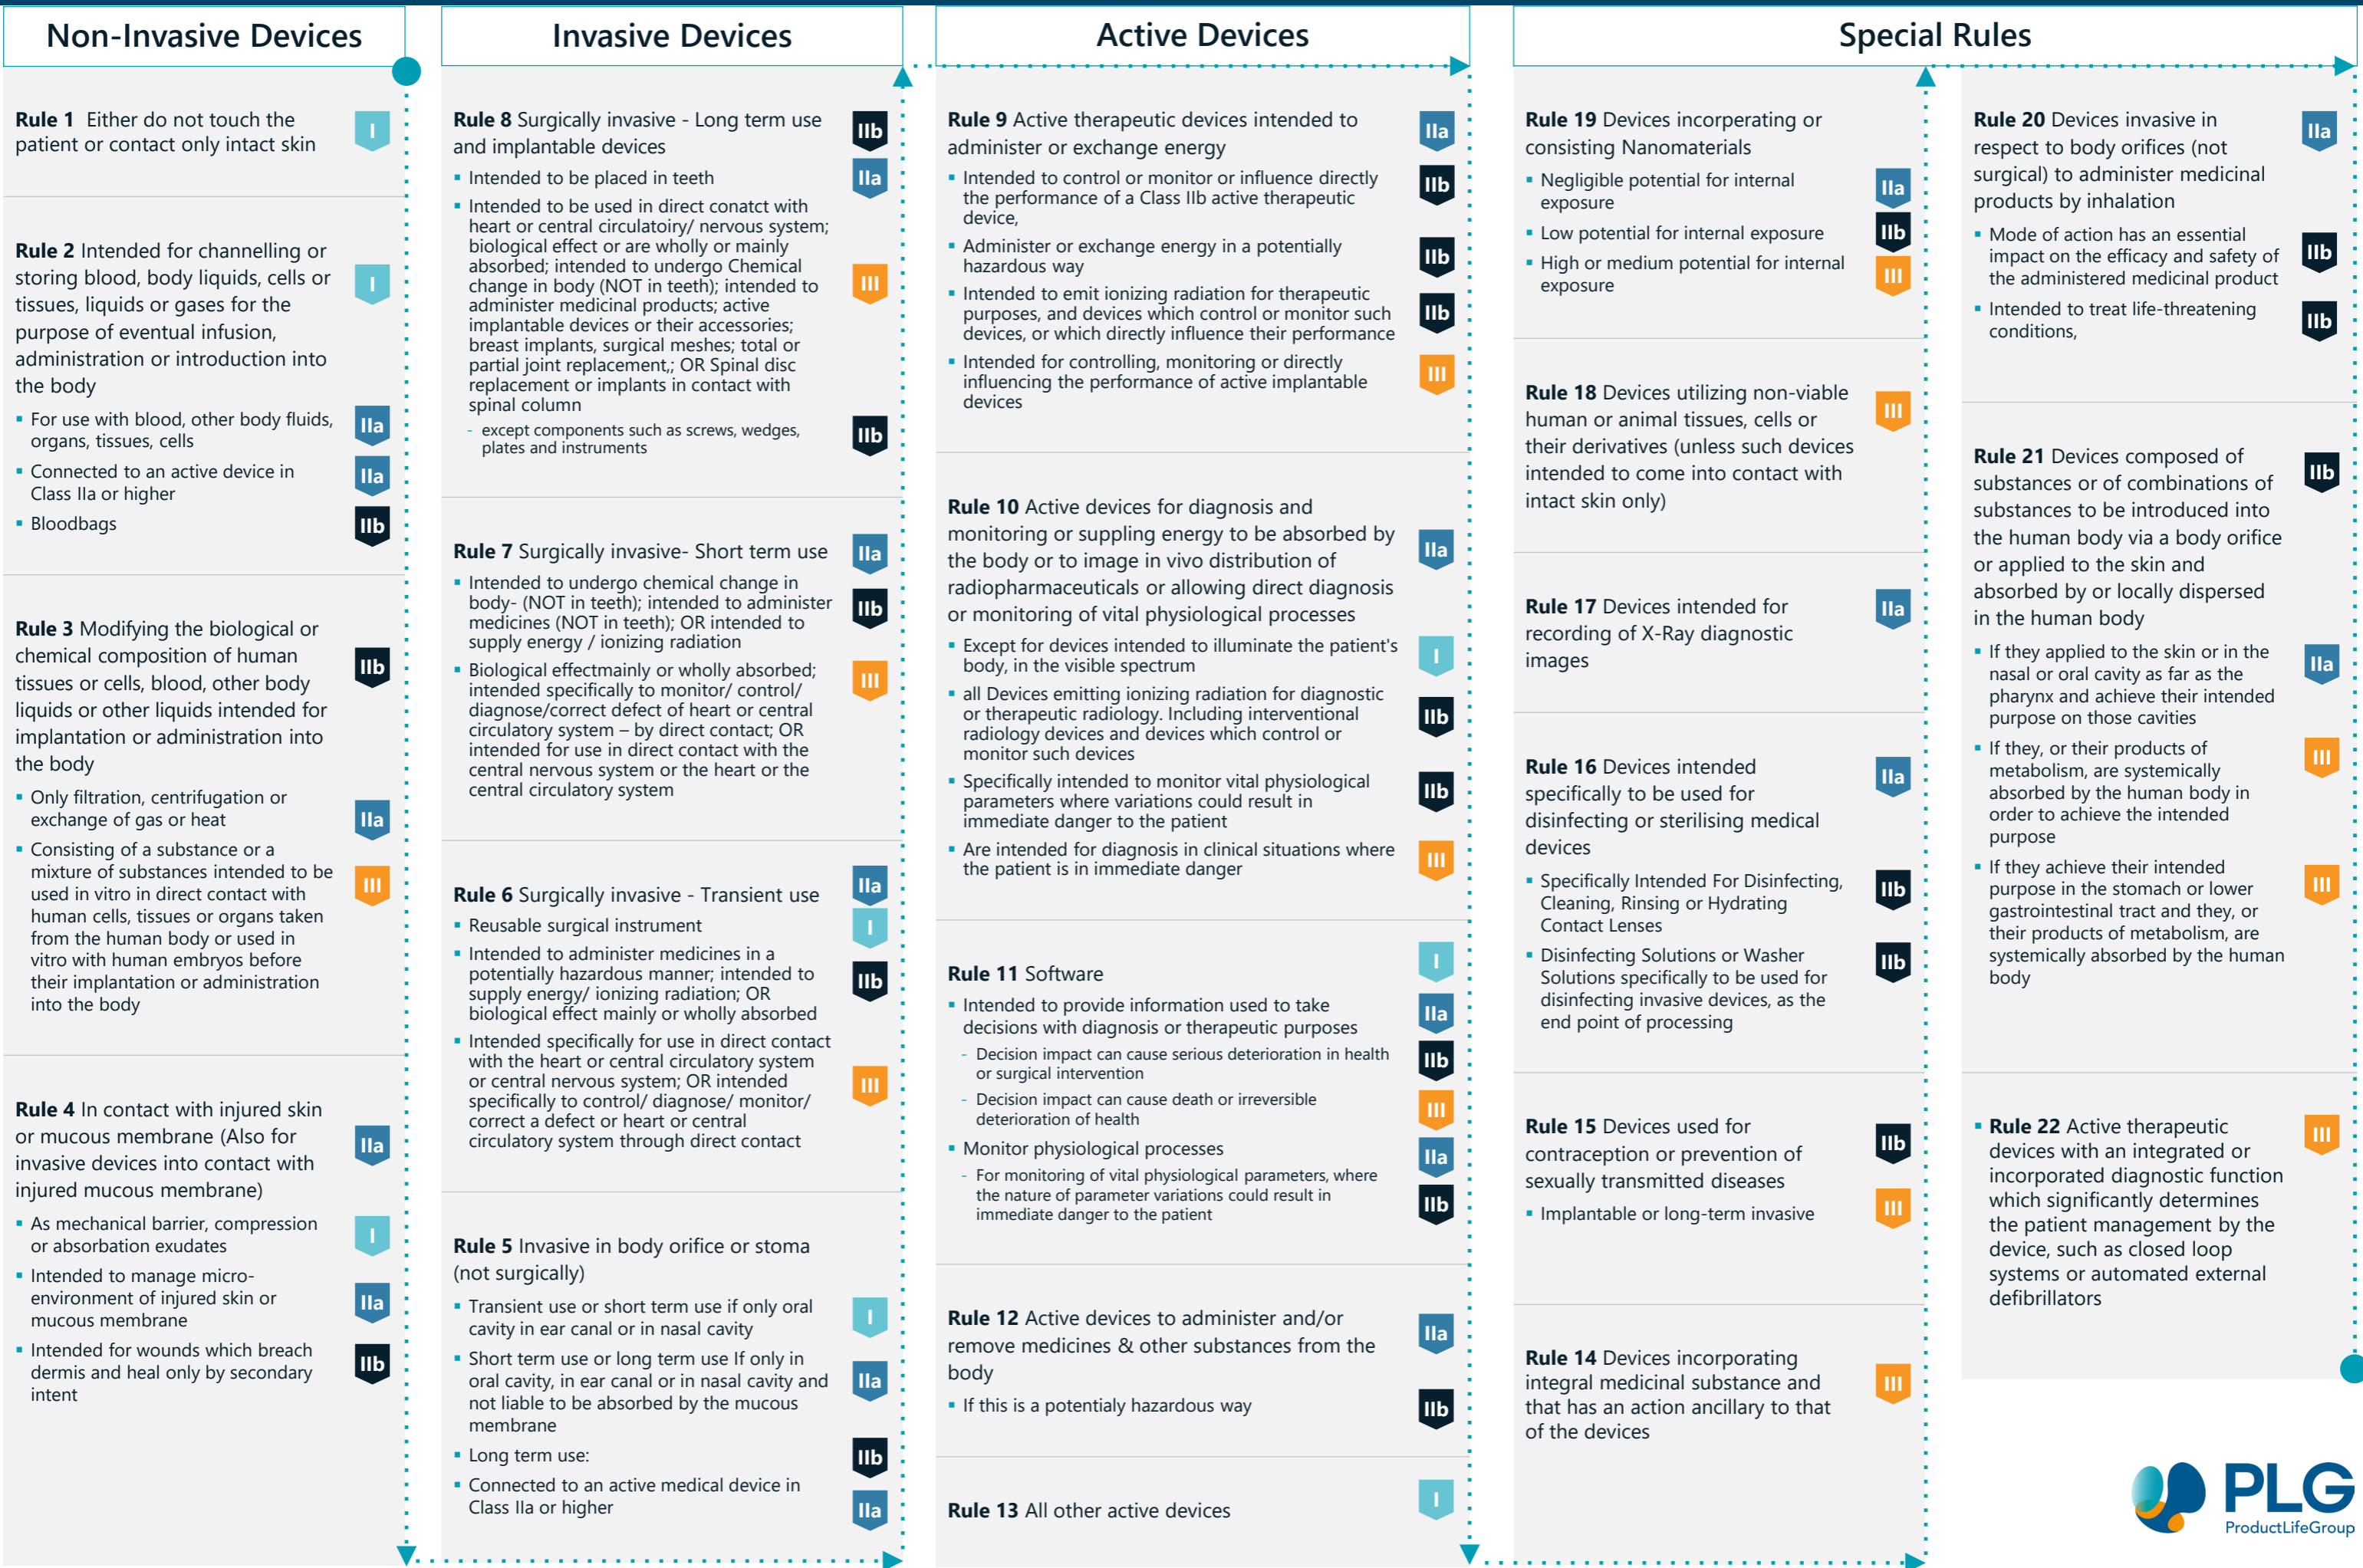 Non-Invasive Devices
Rule 1 Either do not touch the
patient or contact only intact skin
I
Rule 2 Intended for channelling or
storing blood, body liquids, cells or
tissues, liquids or gases for the
purpose of eventual infusion,
administration or introduction into
the body
I
▪ For use with blood, other body fluids,
organs, tissues, cells
IIa
▪ Connected to an active device in
Class IIa or higher
IIa
▪ Bloodbags
IIb
Rule 3 Modifying the biological or
chemical composition of human
tissues or cells, blood, other body
liquids or other liquids intended for
implantation or administration into
the body
IIb
▪ Only filtration, centrifugation or
exchange of gas or heat
IIa
▪ Consisting of a substance or a
mixture of substances intended to be
used in vitro in direct contact with
human cells, tissues or organs taken
from the human body or used in
vitro with human embryos before
their implantation or administration
into the body
III
Rule 4 In contact with injured skin
or mucous membrane (Also for
invasive devices into contact with
injured mucous membrane)
IIa
▪ As mechanical barrier, compression
or absorbation exudates
I
▪ Intended to manage micro-
environment of injured skin or
mucous membrane
IIa
▪ Intended for wounds which breach
dermis and heal only by secondary
intent
IIb
Invasive Devices
Rule 8 Surgically invasive - Long term use
and implantable devices
IIb
▪ Intended to be placed in teeth
IIa
▪ Intended to be used in direct conatct with
heart or central circulatoiry/ nervous system;
biological effect or are wholly or mainly
absorbed; intended to undergo Chemical
change in body (NOT in teeth); intended to
administer medicinal products; active
implantable devices or their accessories;
breast implants, surgical meshes; total or
partial joint replacement,; OR Spinal disc
replacement or implants in contact with
spinal column
III
- except components such as screws, wedges,
plates and instruments
IIb
Rule 7 Surgically invasive- Short term use
IIa
▪ Intended to undergo chemical change in
body- (NOT in teeth); intended to administer
medicines (NOT in teeth); OR intended to
supply energy / ionizing radiation
IIb
▪ Biological effectmainly or wholly absorbed;
intended specifically to monitor/ control/
diagnose/correct defect of heart or central
circulatory system – by direct contact; OR
intended for use in direct contact with the
central nervous system or the heart or the
central circulatory system
III
Rule 6 Surgically invasive - Transient use
IIa
▪ Reusable surgical instrument
I
▪ Intended to administer medicines in a
potentially hazardous manner; intended to
supply energy/ ionizing radiation; OR
biological effect mainly or wholly absorbed
IIb
▪ Intended specifically for use in direct contact
with the heart or central circulatory system
or central nervous system; OR intended
specifically to control/ diagnose/ monitor/
correct a defect or heart or central
circulatory system through direct contact
III
Rule 5 Invasive in body orifice or stoma
(not surgically)
▪ Transient use or short term use if only oral
cavity in ear canal or in nasal cavity
I
▪ Short term use or long term use If only in
oral cavity, in ear canal or in nasal cavity and
not liable to be absorbed by the mucous
membrane
IIa
▪ Long term use:
IIb
▪ Connected to an active medical device in
Class IIa or higher
IIa
Active Devices
Rule 9 Active therapeutic devices intended to
administer or exchange energy
IIa
▪ Intended to control or monitor or influence directly
the performance of a Class IIb active therapeutic
device,
IIb
▪ Administer or exchange energy in a potentially
hazardous way
IIb
▪ Intended to emit ionizing radiation for therapeutic
purposes, and devices which control or monitor such
devices, or which directly influence their performance
IIb
▪ Intended for controlling, monitoring or directly
influencing the performance of active implantable
devices
III
Rule 10 Active devices for diagnosis and
monitoring or suppling energy to be absorbed by
the body or to image in vivo distribution of
radiopharmaceuticals or allowing direct diagnosis
or monitoring of vital physiological processes
IIa
▪ Except for devices intended to illuminate the patient's
body, in the visible spectrum
I
▪ all Devices emitting ionizing radiation for diagnostic
or therapeutic radiology. Including interventional
radiology devices and devices which control or
monitor such devices
IIb
▪ Specifically intended to monitor vital physiological
parameters where variations could result in
immediate danger to the patient
IIb
▪ Are intended for diagnosis in clinical situations where
the patient is in immediate danger
III
Rule 11 Software
I
▪ Intended to provide information used to take
decisions with diagnosis or therapeutic purposes
IIa
- Decision impact can cause serious deterioration in health
or surgical intervention
IIb
- Decision impact can cause death or irreversible
deterioration of health
III
▪ Monitor physiological processes
IIa
- For monitoring of vital physiological parameters, where
the nature of parameter variations could result in
immediate danger to the patient
IIb
Rule 12 Active devices to administer and/or
remove medicines & other substances from the
body
IIa
▪ If this is a potentialy hazardous way
IIb
Rule 13 All other active devices
I
Special Rules
Rule 19 Devices incorperating or
consisting Nanomaterials
▪ Negligible potential for internal
exposure
IIa
▪ Low potential for internal exposure
IIb
▪ High or medium potential for internal
exposure
III
Rule 18 Devices utilizing non-viable
human or animal tissues, cells or
their derivatives (unless such devices
intended to come into contact with
intact skin only)
III
Rule 17 Devices intended for
recording of X-Ray diagnostic
images
IIa
Rule 16 Devices intended
specifically to be used for
disinfecting or sterilising medical
devices
IIa
▪ Specifically Intended For Disinfecting,
Cleaning, Rinsing or Hydrating
Contact Lenses
IIb
▪ Disinfecting Solutions or Washer
Solutions specifically to be used for
disinfecting invasive devices, as the
end point of processing
IIb
Rule 15 Devices used for
contraception or prevention of
sexually transmitted diseases
IIb
▪ Implantable or long-term invasive
III
Rule 14 Devices incorporating
integral medicinal substance and
that has an action ancillary to that
of the devices
III
Rule 20 Devices invasive in
respect to body orifices (not
surgical) to administer medicinal
products by inhalation
IIa
▪ Mode of action has an essential
impact on the efficacy and safety of
the administered medicinal product
IIb
▪ Intended to treat life-threatening
conditions,
IIb
Rule 21 Devices composed of
substances or of combinations of
substances to be introduced into
the human body via a body orifice
or applied to the skin and
absorbed by or locally dispersed
in the human body
IIb
▪ If they applied to the skin or in the
nasal or oral cavity as far as the
pharynx and achieve their intended
purpose on those cavities
IIa
▪ If they, or their products of
metabolism, are systemically
absorbed by the human body in
order to achieve the intended
purpose
III
▪ If they achieve their intended
purpose in the stomach or lower
gastrointestinal tract and they, or
their products of metabolism, are
systemically absorbed by the human
body
III
▪ Rule 22 Active therapeutic
devices with an integrated or
incorporated diagnostic function
which significantly determines
the patient management by the
device, such as closed loop
systems or automated external
defibrillators
III
PLG
ProductLifeGroup